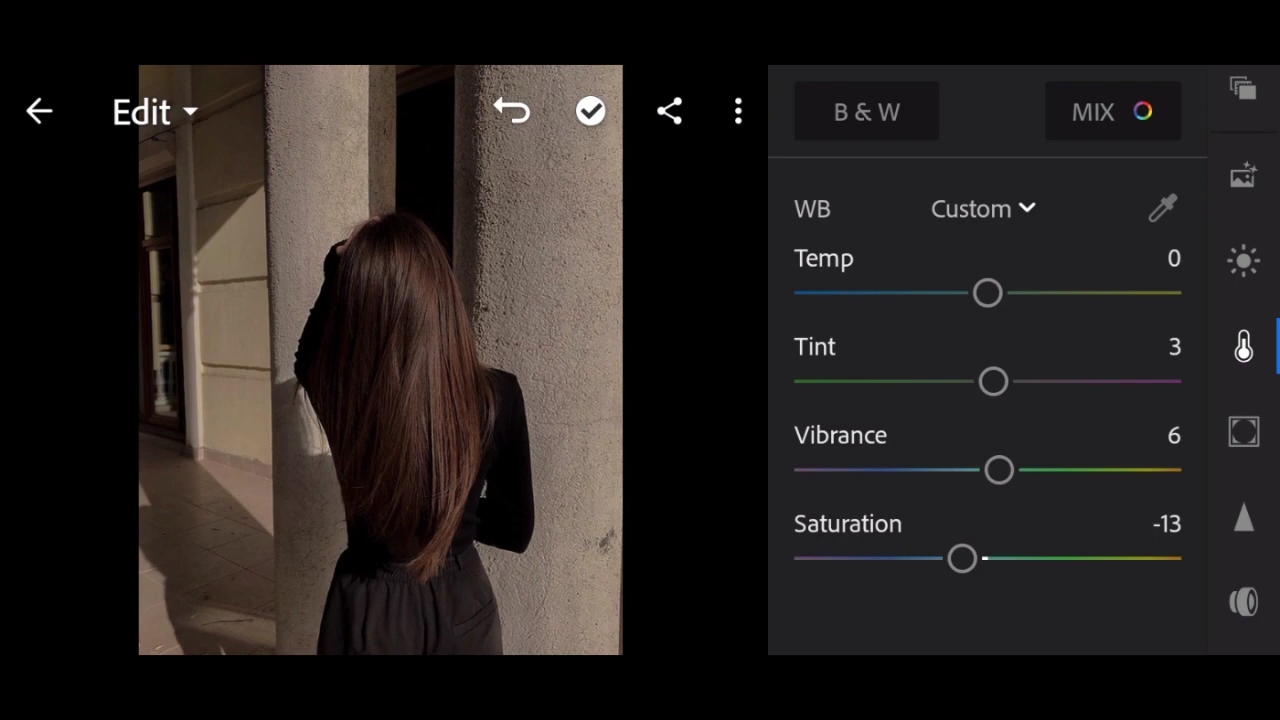 Edit
B & W
MIX
WB
Custom
Temp
0
Tint
3
Vibrance
6
Saturation
-13